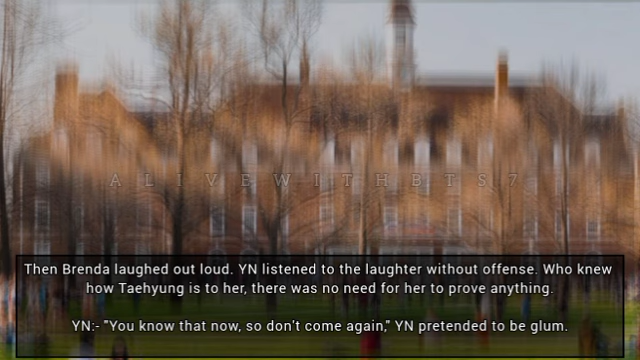 ALIVEWITHBTS7
Then Brenda laughed out loud. YN listened to the laughter without offense. Who knew
how Taehyung is to her, there was no need for her to prove anything.
YN:- "You know that now, so don't come again," YN pretended to be glum.